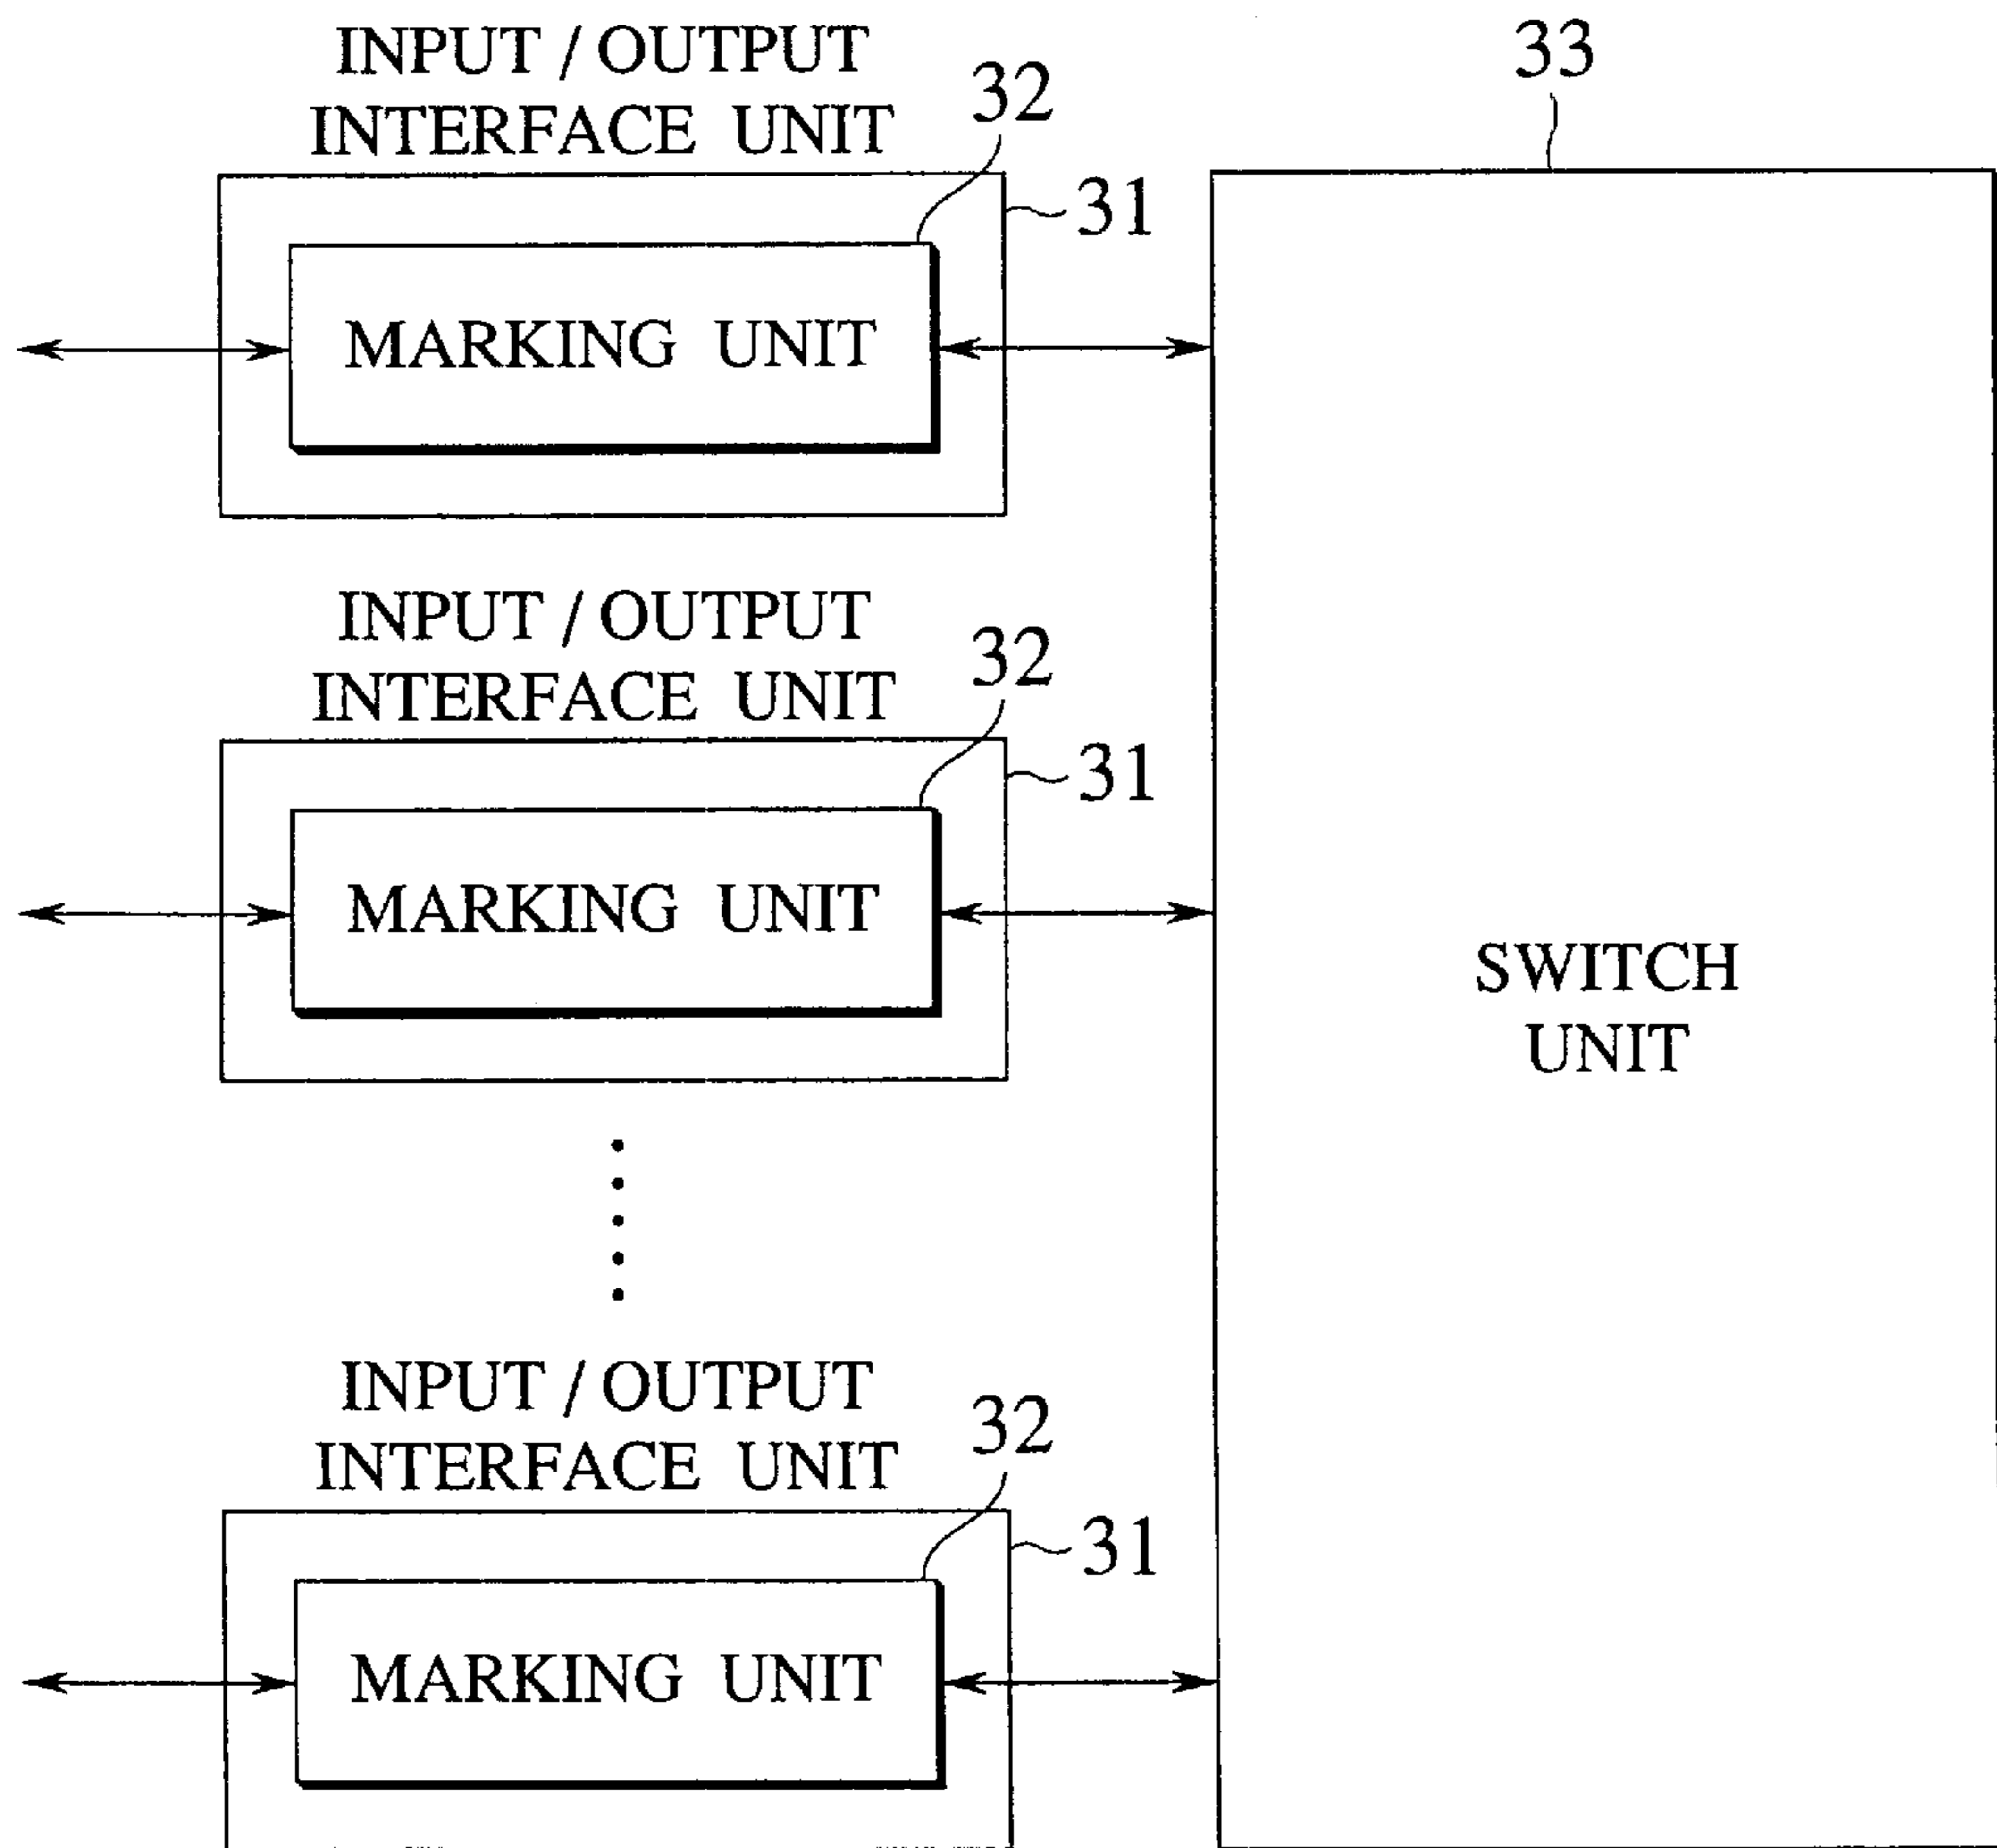 INPUT / OUTPUT
INTERFACE UNIT
32
33
31
MARKING UNIT
INPUT / OUTPUT
INTERFACE UNIT
32
31
MARKING UNIT
SWITCH
UNIT
INPUT / OUTPUT
INTERFACE UNIT
32
31
MARKING UNIT